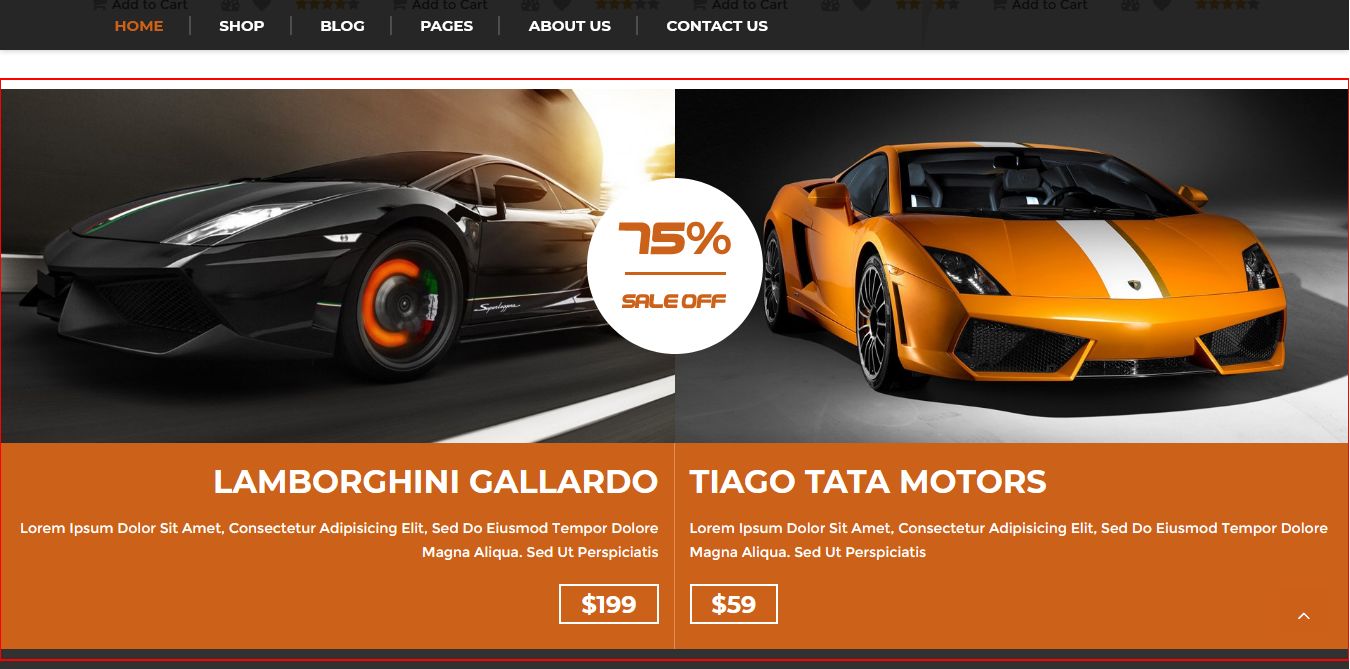 Add to Cart
Add to Cart
Add to Cart
Add to Cart
HOME
SHOP
BLOG
PAGES
ABOUT US
CONTACT US
75%
SALE OFF
Superleggera
LAMBORGHINI GALLARDO
Lorem Ipsum Dolor Sit Amet, Consectetur Adipisicing Elit, Sed Do Eiusmod Tempor Dolore
Magna Aliqua. Sed Ut Perspiciatis
$199
TIAGO TATA MOTORS
Lorem Ipsum Dolor Sit Amet, Consectetur Adipisicing Elit, Sed Do Eiusmod Tempor Dolore
Magna Aliqua. Sed Ut Perspiciatis
$59